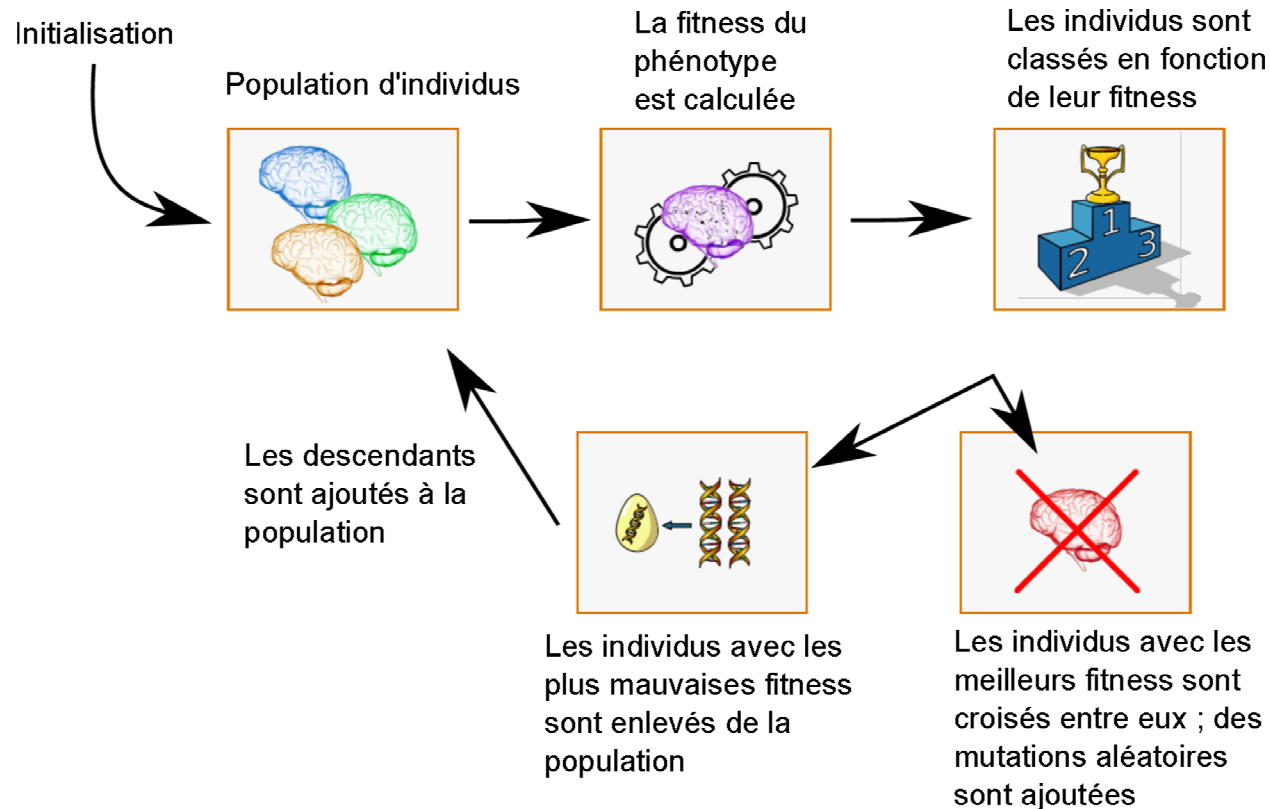 Initialisation
Population d'individus
La fitness du
phénotype
est calculée
Les individus sont
classés en fonction
de leur fitness
1
2
3
Les descendants
sont ajoutés à la
population
Les individus avec les
plus mauvaises fitness
sont enlevés de la
population
Les individus avec les
meilleurs fitness sont
croisés entre eux ; des
mutations aléatoires
sont ajoutées